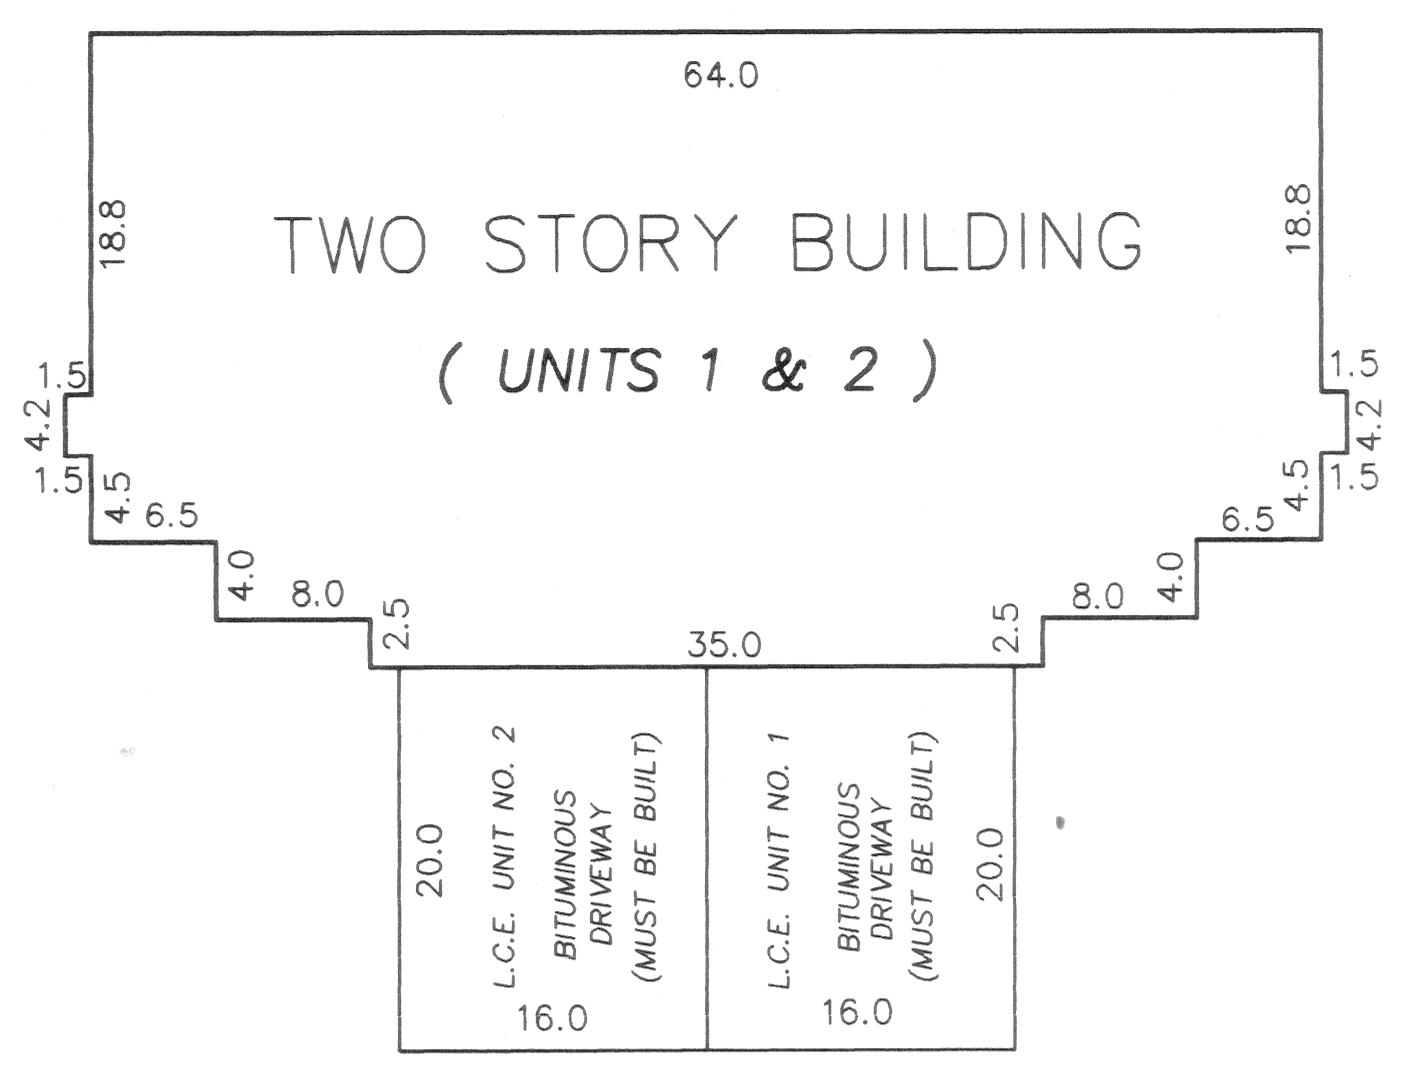 64.0
18.8
18.8
TWO STORY BUILDING
( UNITS 1 & 2 )
1.5
1.5
4.2
4.2
1.5
1.5
4.5
4.5
6.5
6.5
4.0
4.0
8.0
8.0
2.5
2.5
35.0
L.C.E. UNIT NO. 2
BITUMINOUS
DRIVEWAY
(MUST BE BUILT)
20.0
16.0
L.C.E. UNIT NO. 1
BITUMINOUS
DRIVEWAY
(MUST BE BUILT)
20.0
16.0